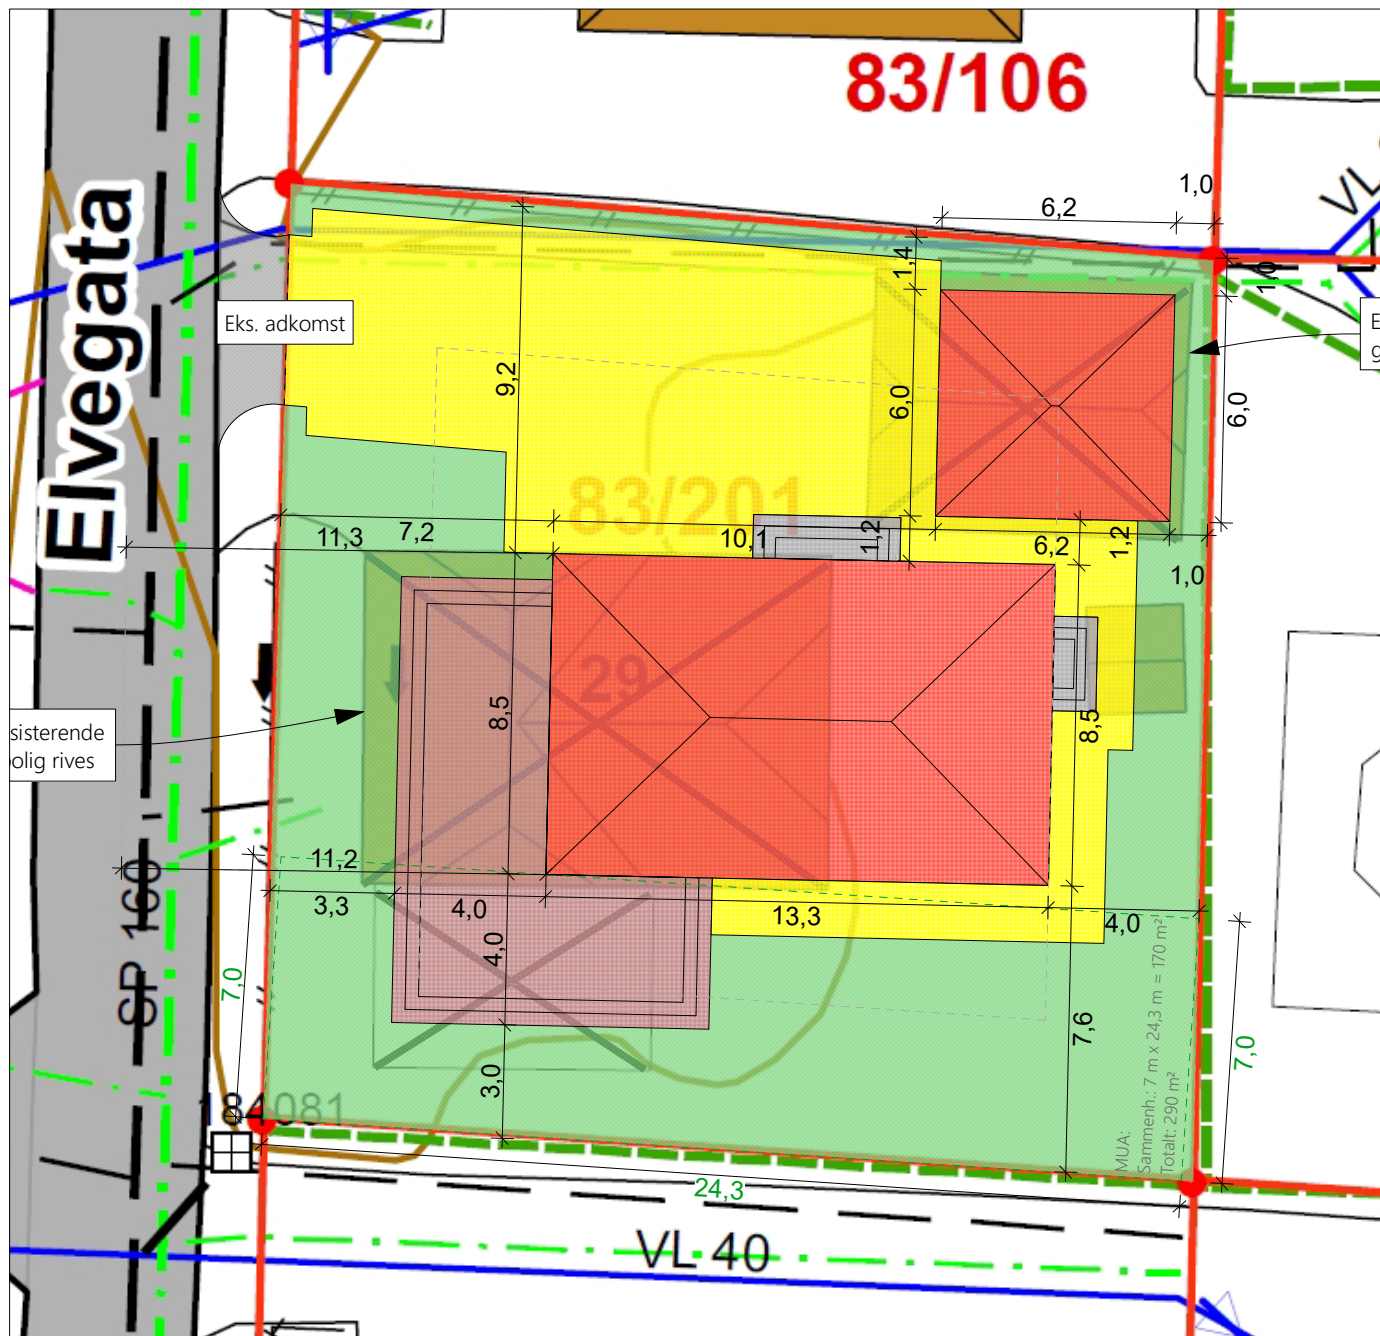 83/106
1,0
6,2
VL
Elvegata
1,4
1,0
Eks. adkomst
E
g
9,2
6,0
6,0
83/201
11,3
7,2
10,1
1,2
6,2
1,2
1,0
29
8,5
8,5
sisterende
olig rives
11,2
3,3
4,0
13,3
4,0
SP 160
4,0
7,0
7,6
7,0
3,0
MUA:
Sammenh.: 7 m x 24,3 m = 170 m²
Totalt: 290 m²
184081
24,3
VL 40